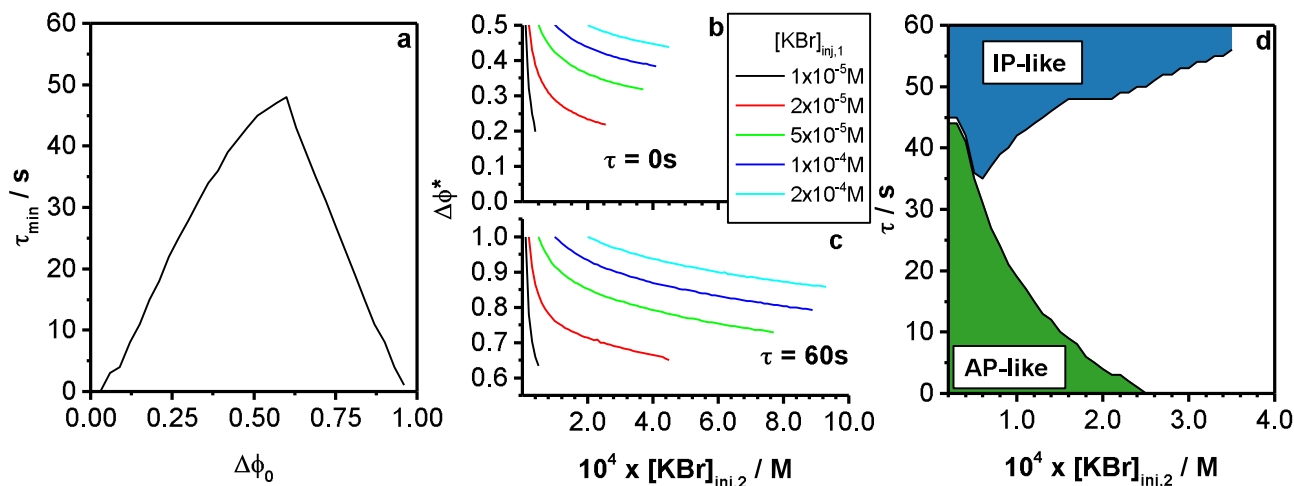 a
60
50
40
30
20
10
0
τmin / s
0.00
0.25
0.50
0.75
1.00
Δϕ0
b
0.5
0.4
0.3
0.2
0.1
0.0
τ = 0s
[KBr]inj,1
1x10-5M
2x10-5M
5x10-5M
1x10-4M
2x10-4M
Δϕ*
c
1.0
0.9
0.8
0.7
0.6
τ = 60s
2.0
4.0
6.0
8.0
10.0
10^4 x [KBr]inj,2 / M
d
60
50
40
30
20
10
0
τ / s
IP-like
AP-like
1.0
2.0
3.0
4.0
10^4 x [KBr]inj,2 / M